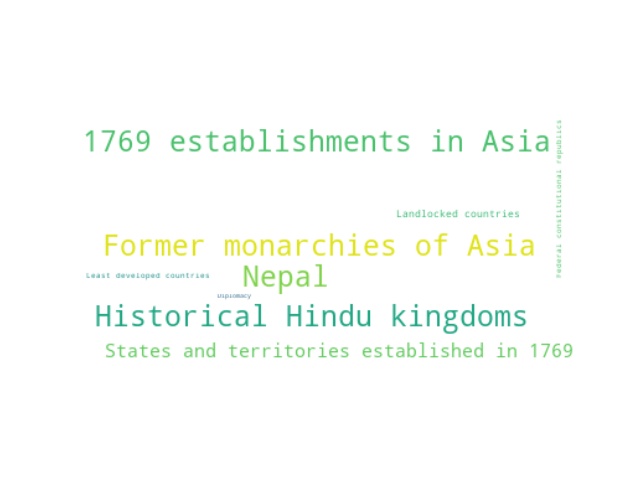 1769 establishments in Asia
Federal constitutional republics
Landlocked countries
Former monarchies of Asia
Least developed countries
Nepal
Diplomacy
Historical Hindu kingdoms
States and territories established in 1769